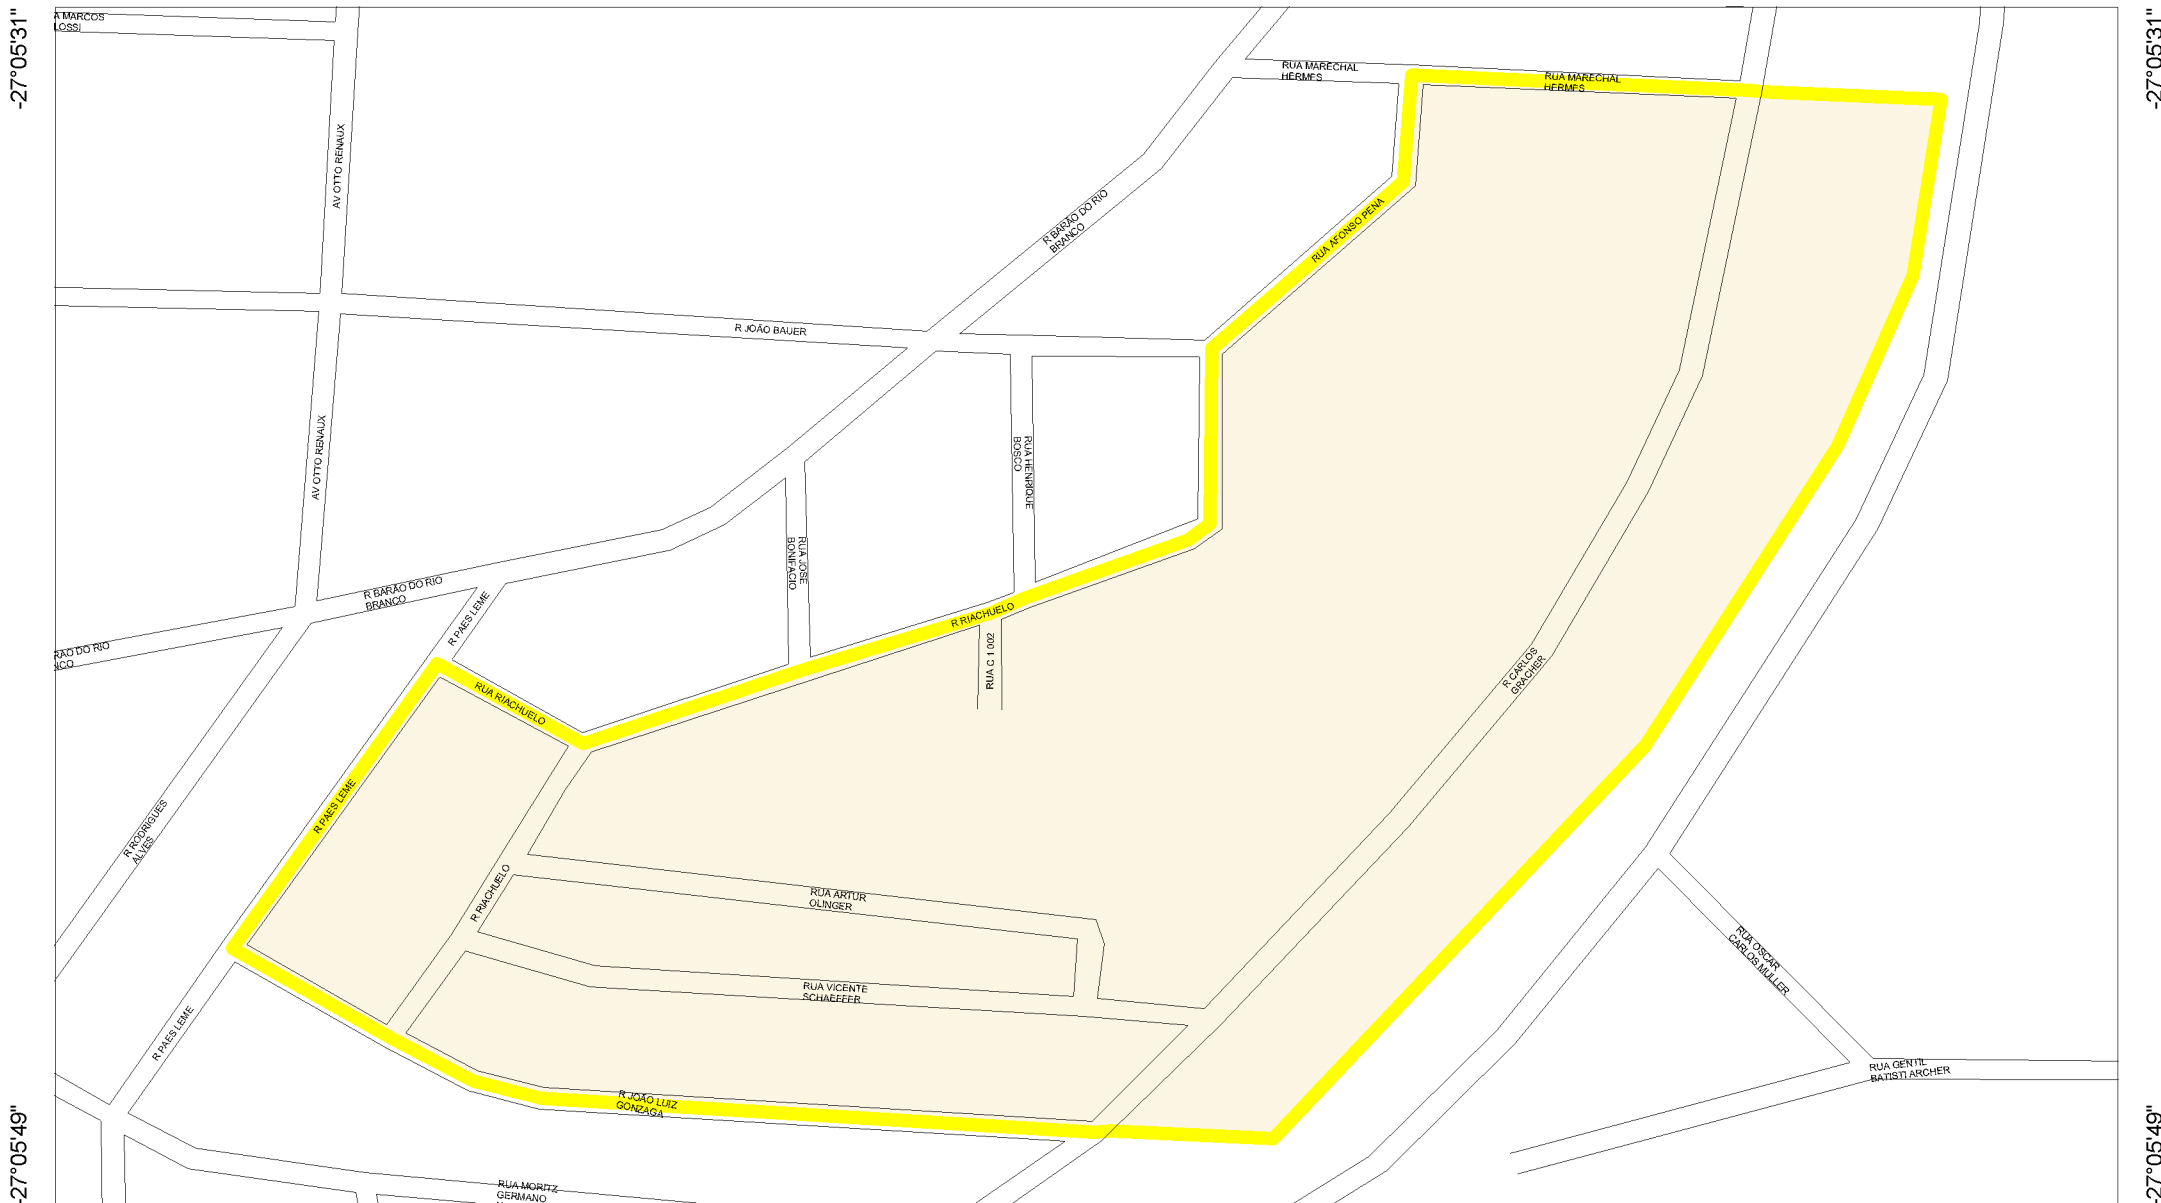 -27°05'31"
-27°05'31"
A MARCOS
LOSSI
RUA MARECHAL
HERMES
RUA MARECHAL
HERMES
AV OTTO RENAUX
R BARÃO DO RIO
BRANCO
RUA AFONSO PENA
R JOÃO BAUER
AV OTTO RENAUX
RUA HENRIQUE
BOSCO
RUA JOSE
BONIFACIO
R BARÃO DO RIO
BRANCO
R PAES LEME
R RIACHUELO
RUA C 1 002
RAO DO RIO
NCO
R CARLOS
GRACHER
RUA RIACHUELO
R PAES LEME
R RODRIGUES
ALVES
R RIACHUELO
RUA ARTUR
OLINGER
RUA OSCAR
CARLOS MULLER
RUA VICENTE
SCHAEFFER
R PAES LEME
RUA GENTIL
BATISTI ARCHER
R JOÃO LUIZ
GONZAGA
-27°05'49"
-27°05'49"
RUA MORITZ
GERMANO